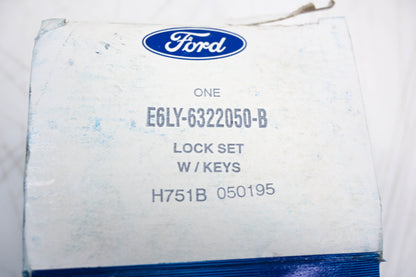 Ford
ONE
E6LY-6322050-B
LOCK SET
W/KEYS
H751B 050195